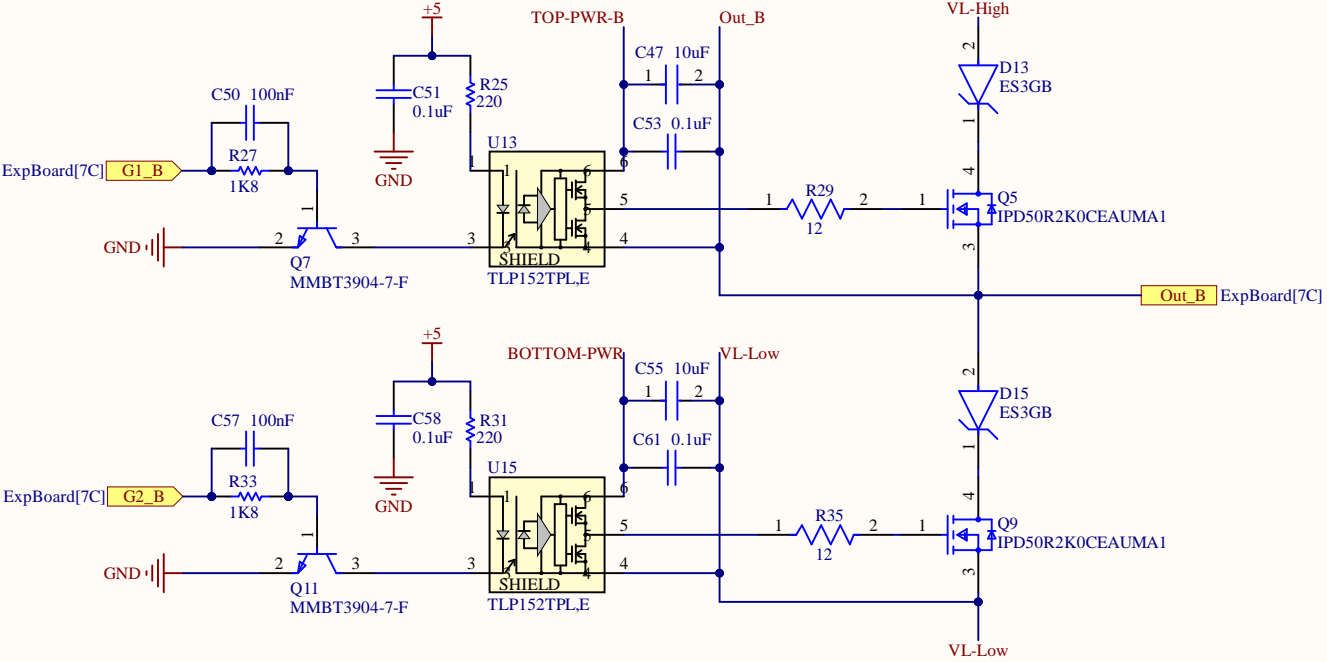 +5
TOP-PWR-B
Out_B
VL-High
C47 10uF
1
2
2
D13
ES3GB
1
C50 100nF
C51
0.1uF
R25
220
C53 0.1uF
U13
GND
ExpBoard[7C]
G1_B
R27
1K8
1
1
6
6
4
1
5
5
1
R29
2
12
1
Q5
IPD50R2K0CEAUMA1
GND
2
3
3
3
4
4
3
SHIELD
Q7
MMBT3904-7-F
TLP152TPL,E
Out_B
ExpBoard[7C]
+5
BOTTOM-PWR
VL-Low
C55 10uF
1
2
2
D15
ES3GB
1
C57 100nF
C58
0.1uF
R31
220
C61 0.1uF
U15
GND
ExpBoard[7C]
G2_B
R33
1K8
1
1
6
6
4
1
5
5
1
R35
2
12
1
Q9
IPD50R2K0CEAUMA1
GND
2
3
3
3
4
4
3
SHIELD
Q11
MMBT3904-7-F
TLP152TPL,E
VL-Low